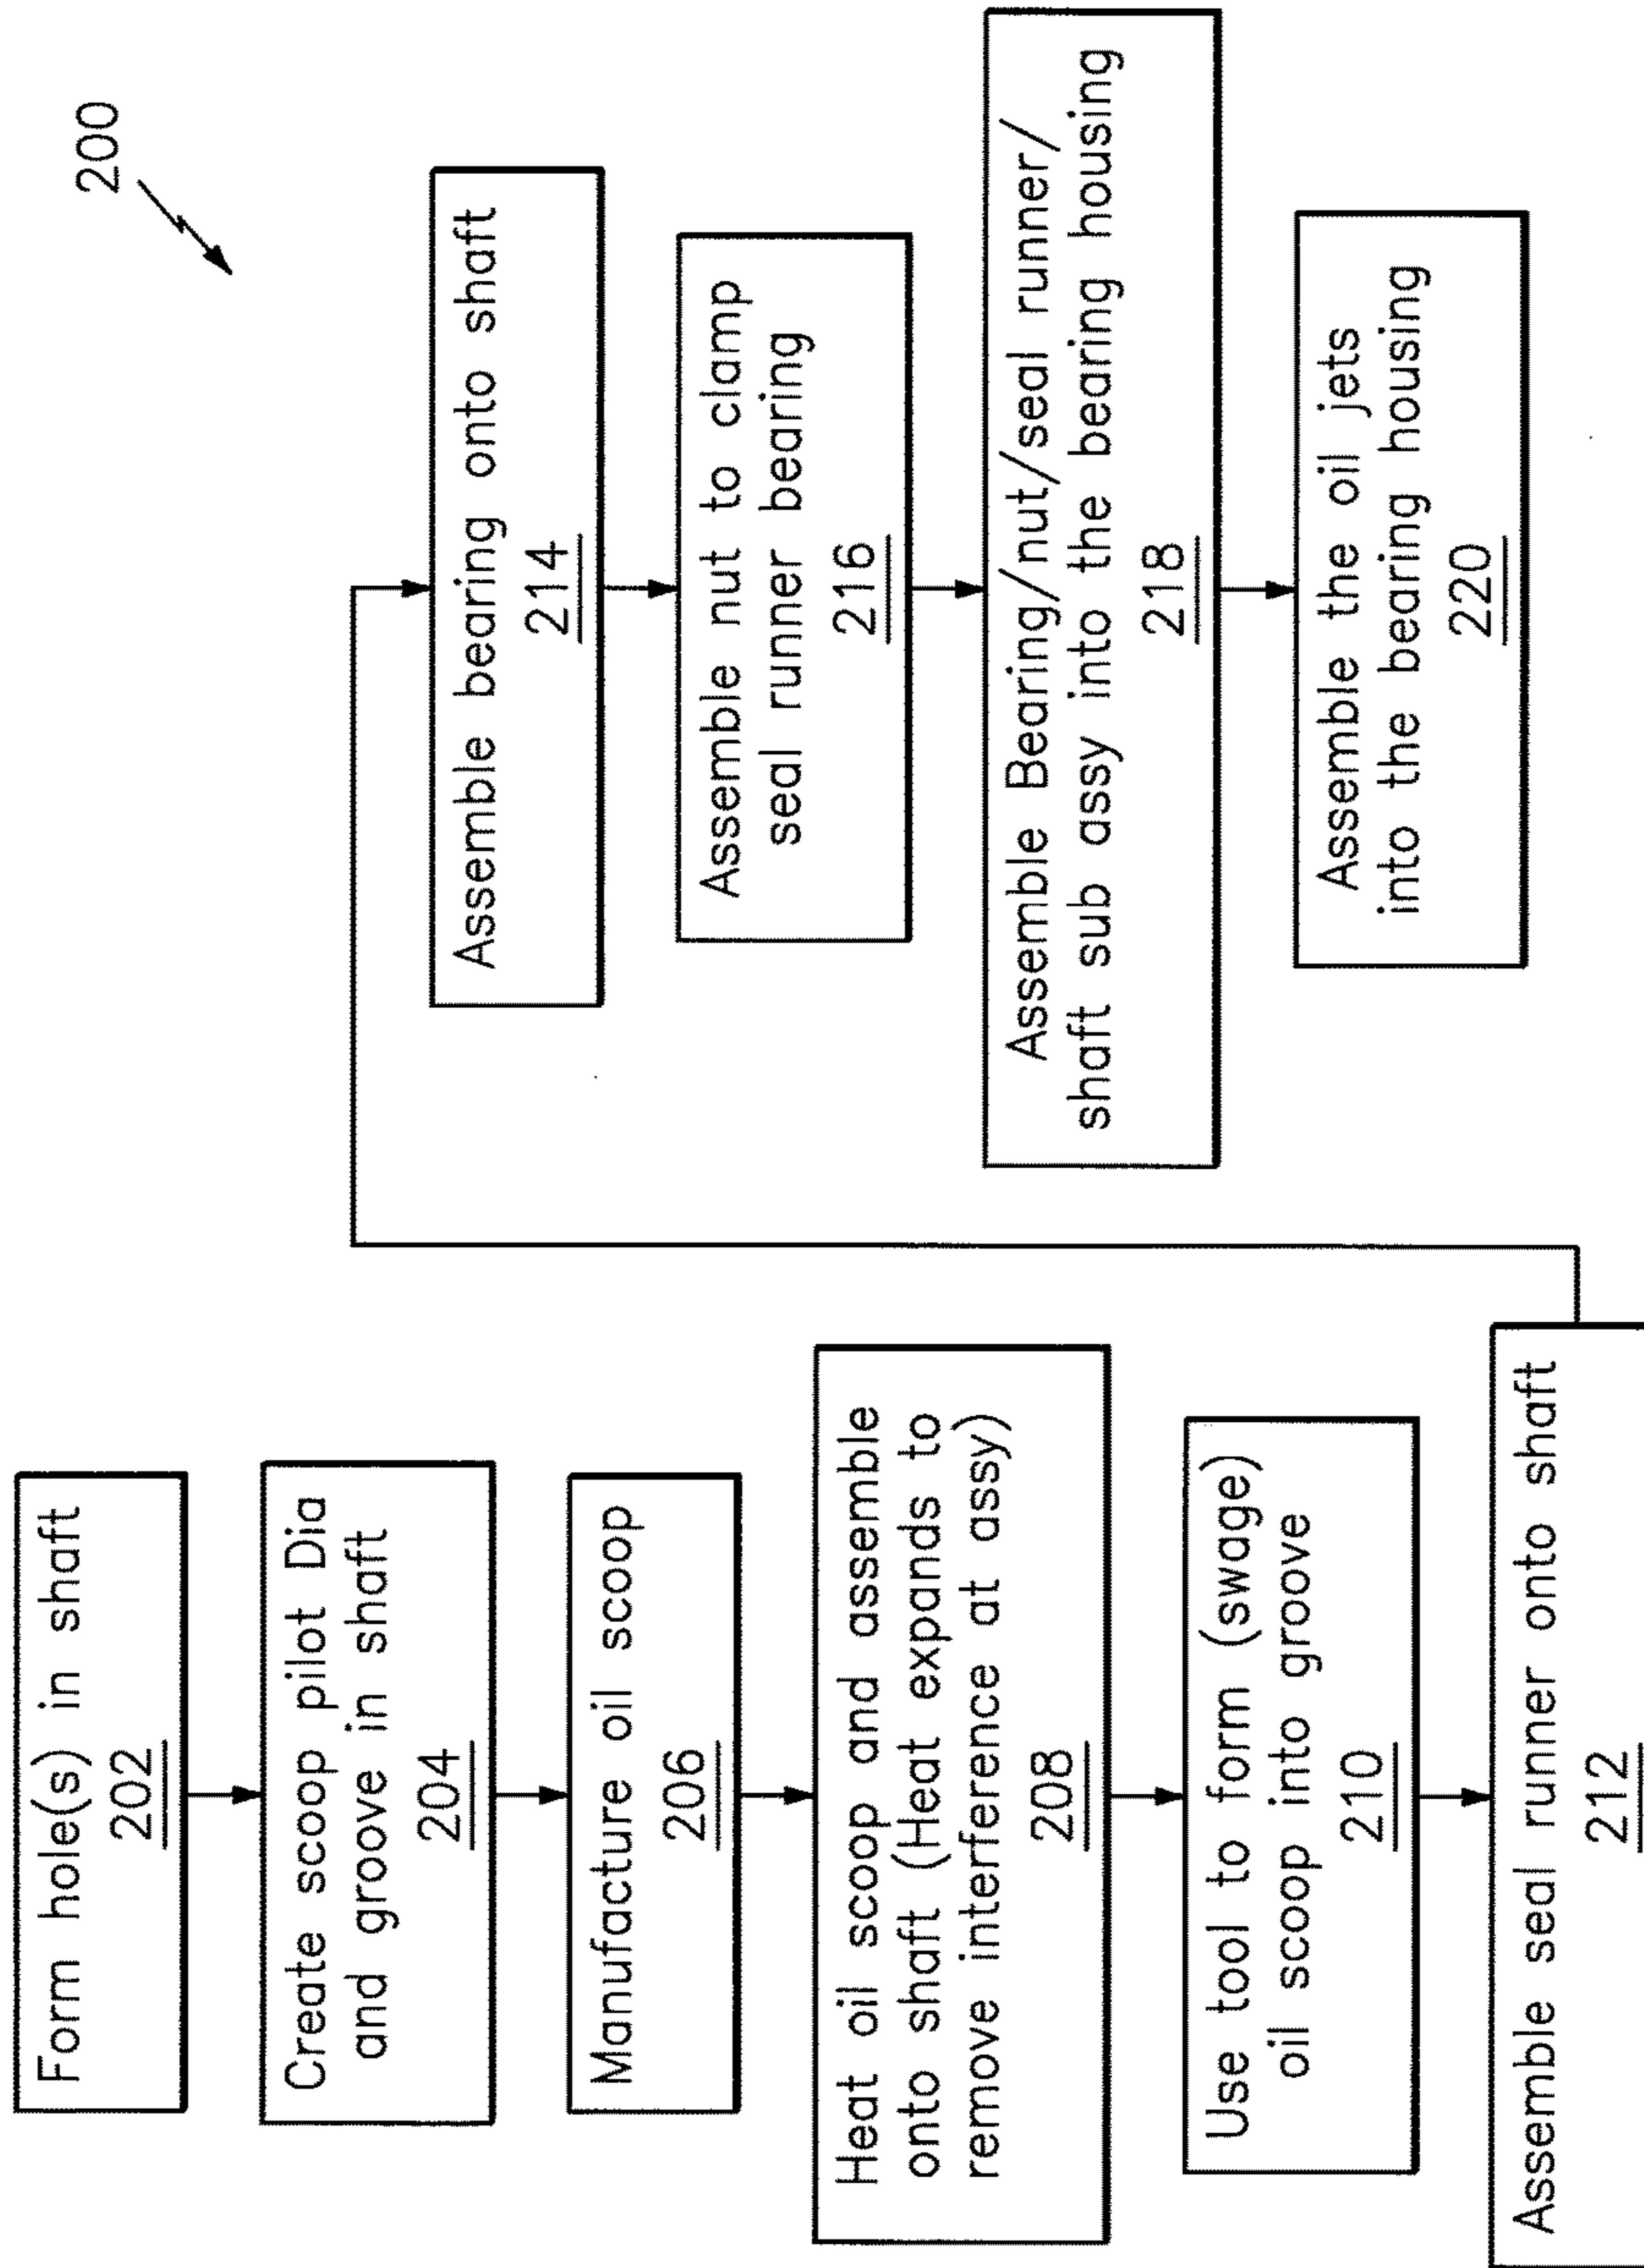 200
Form hole(s) in shaft
202
Create scoop pilot Dia
and groove in shaft
204
Manufacture oil scoop
206
Heat oil scoop and assemble
onto shaft (Heat expands to
remove interference at assy)
208
Use tool to form (swage)
oil scoop into groove
210
Assemble seal runner onto shaft
212
Assemble bearing onto shaft
214
Assemble nut to clamp
seal runner bearing
216
Assemble Bearing/nut/seal runner/
shaft sub assy into the bearing housing
218
Assemble the oil jets
into the bearing housing
220